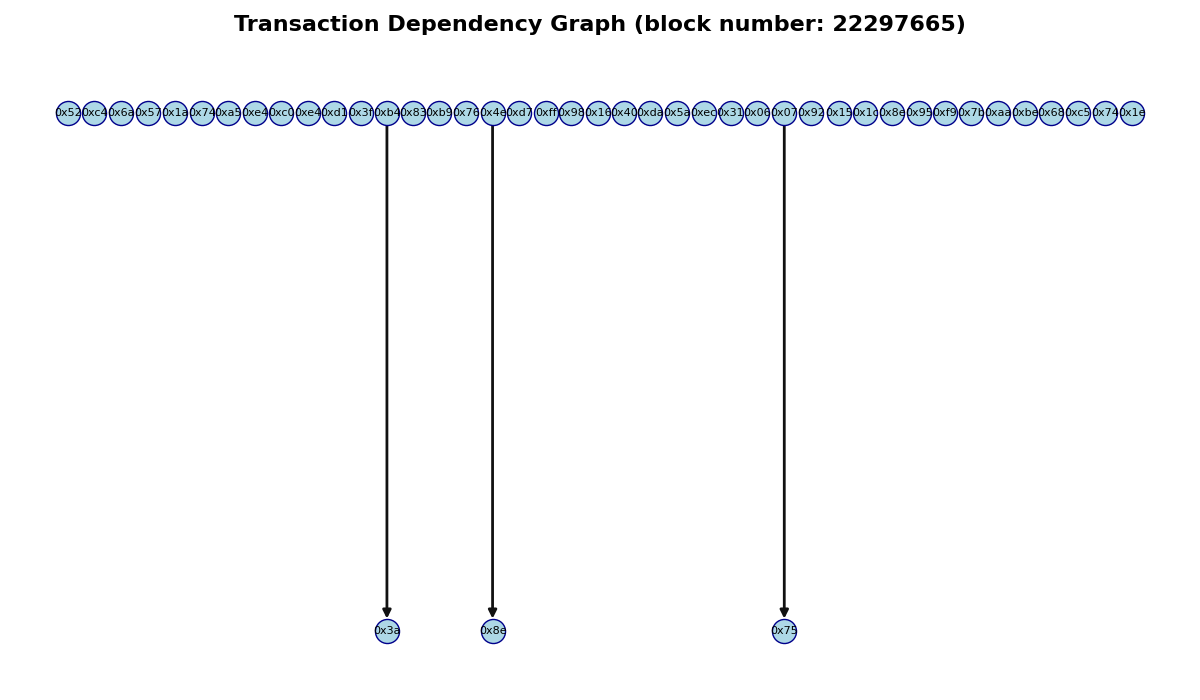 Transaction Dependency Graph (block number: 22297665)
0x52 0xc4 0x6a 0x57 0x1a 0x74 0xa5 0xe4 0xc0 0xe4 0xd1 0x3f 0xb4 0x83 0xb9 0x76 0x4e 0xd7 0xff 0x98 0x16 0x40 0xda 0x5a 0xec 0x31 0x06 0x07 0x92 0x15 0x1c 0x8e 0x95 0xf9 0x7b 0xaa 0xbe 0x68 0xc5 0x74 0x1e
0x3a 0x8e 0x75